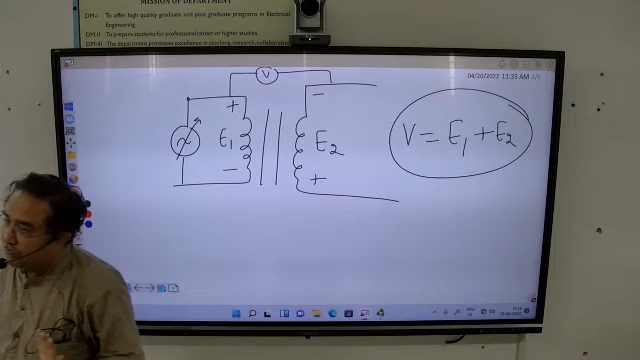 MISSION OF DEPARTMENT
DM-I To offer high quality graduate and post graduate programs in Electrical
Engineering.
DM-II To prepare students for professional career or higher studies.
DM-III The department promotes excellence in teaching, research, collaborative
04/20/2022 11:35 AM
V
+
−
E1
E2
−
+
V = E1 + E2